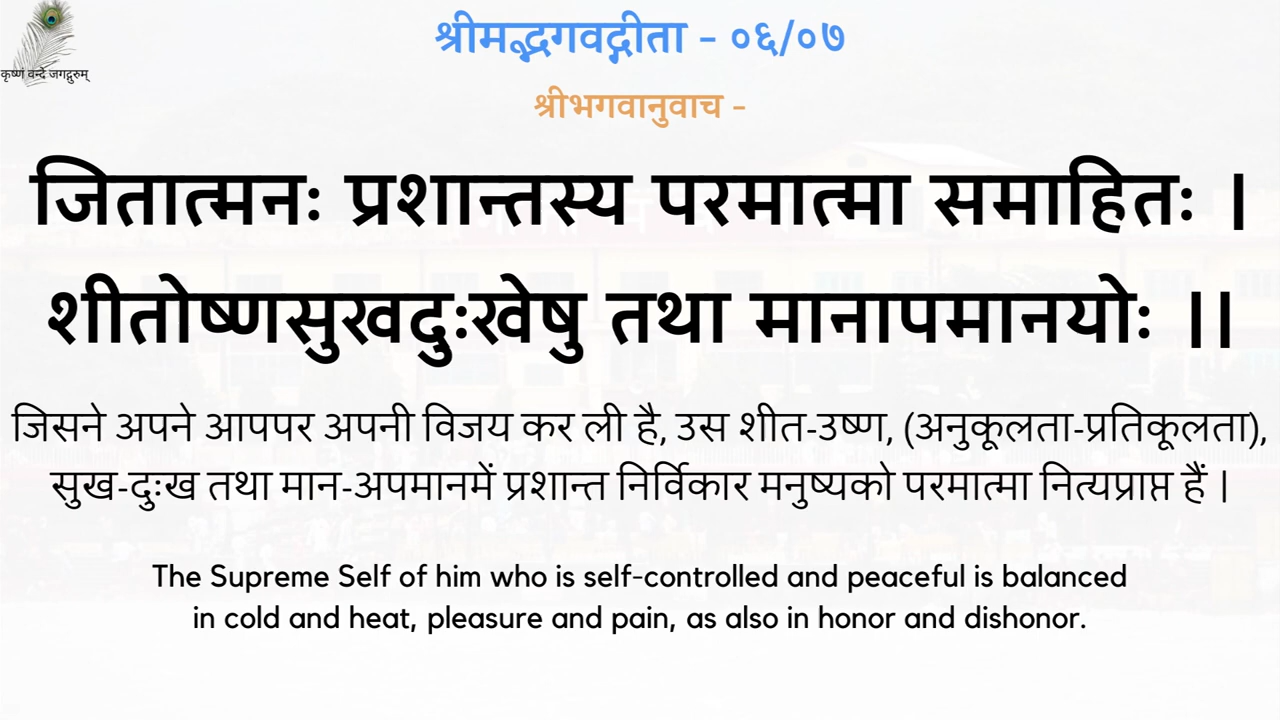 कृष्णं वन्दे जगद्गुरुम्
श्रीमद्भगवद्गीता - ०६/०७
श्रीभगवानुवाच -
जितात्मनः प्रशान्तस्य परमात्मा समाहितः |
शीतोष्णसुखदुःखेषु तथा मानापमानयोः ||
जिसने अपने आपपर अपनी विजय कर ली है, उस शीत-उष्ण, (अनुकूलता-प्रतिकूलता),
सुख-दुःख तथा मान-अपमानमें प्रशान्त निर्विकार मनुष्यको परमात्मा नित्यप्राप्त हैं |
The Supreme Self of him who is self-controlled and peaceful is balanced
in cold and heat, pleasure and pain, as also in honor and dishonor.